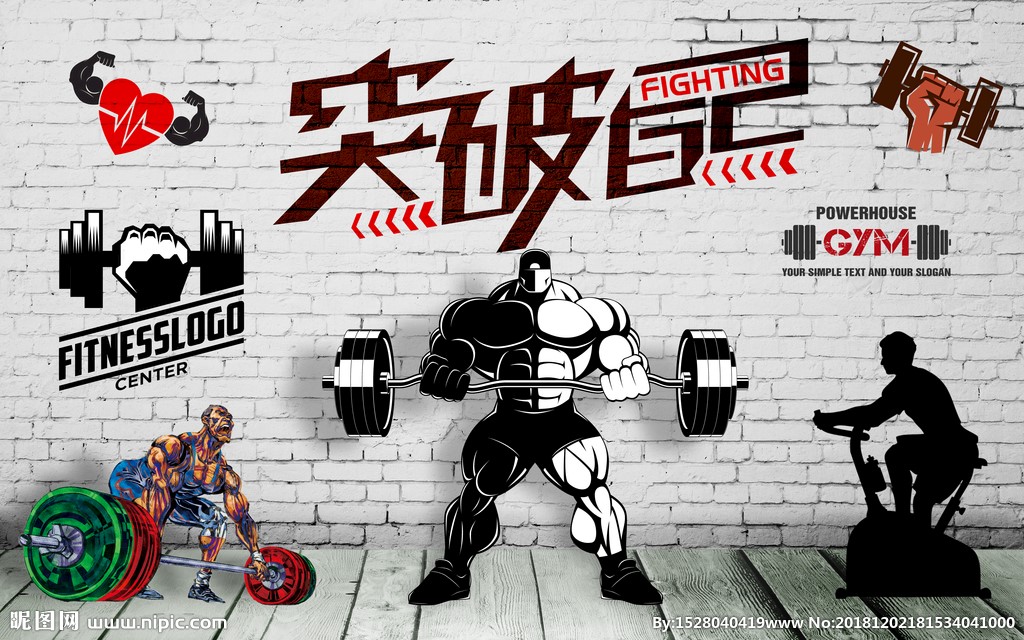 突破己
FIGHTING
POWERHOUSE
GYM
YOUR SIMPLE TEXT AND YOUR SLOGAN
FITNESSLOGO
CENTER
昵图网 www.nipic.com
By:1528040419www No:20181202181534041000